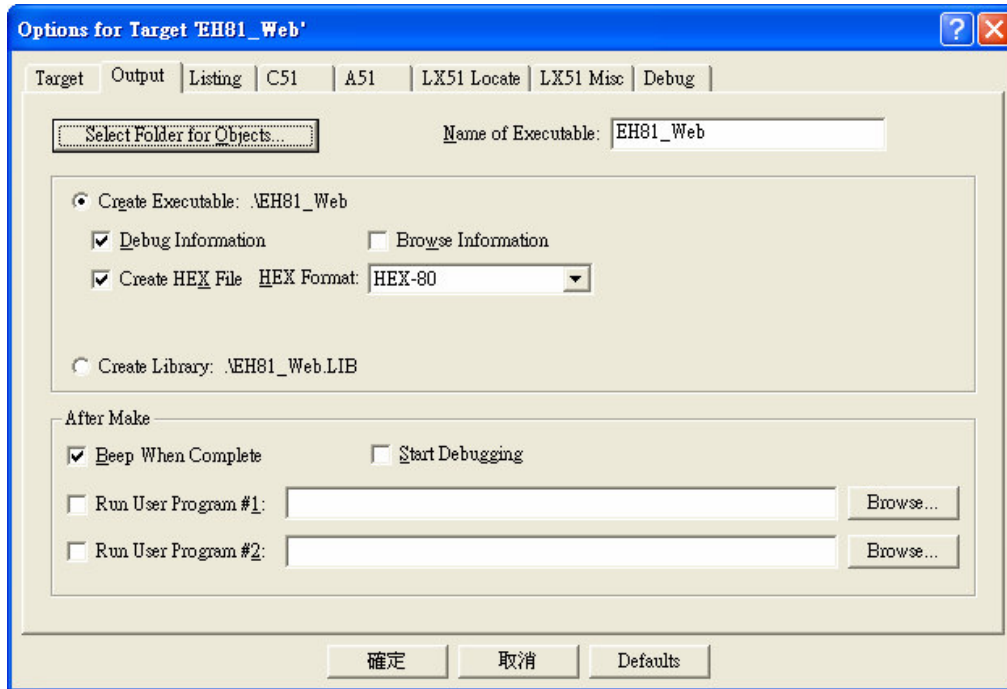 Options for Target 'EH81_Web'
Target Output Listing C51 A51 LX51 Locate LX51 Misc Debug
Select Folder for Objects... Name of Executable: EH81_Web
Create Executable: .\EH81_Web
Debug Information Browse Information
Create HEX File HEX Format: HEX-80
Create Library: .\EH81_Web.LIB
After Make
Beep When Complete Start Debugging
Run User Program #1: Browse...
Run User Program #2: Browse...
確定 取消 Defaults